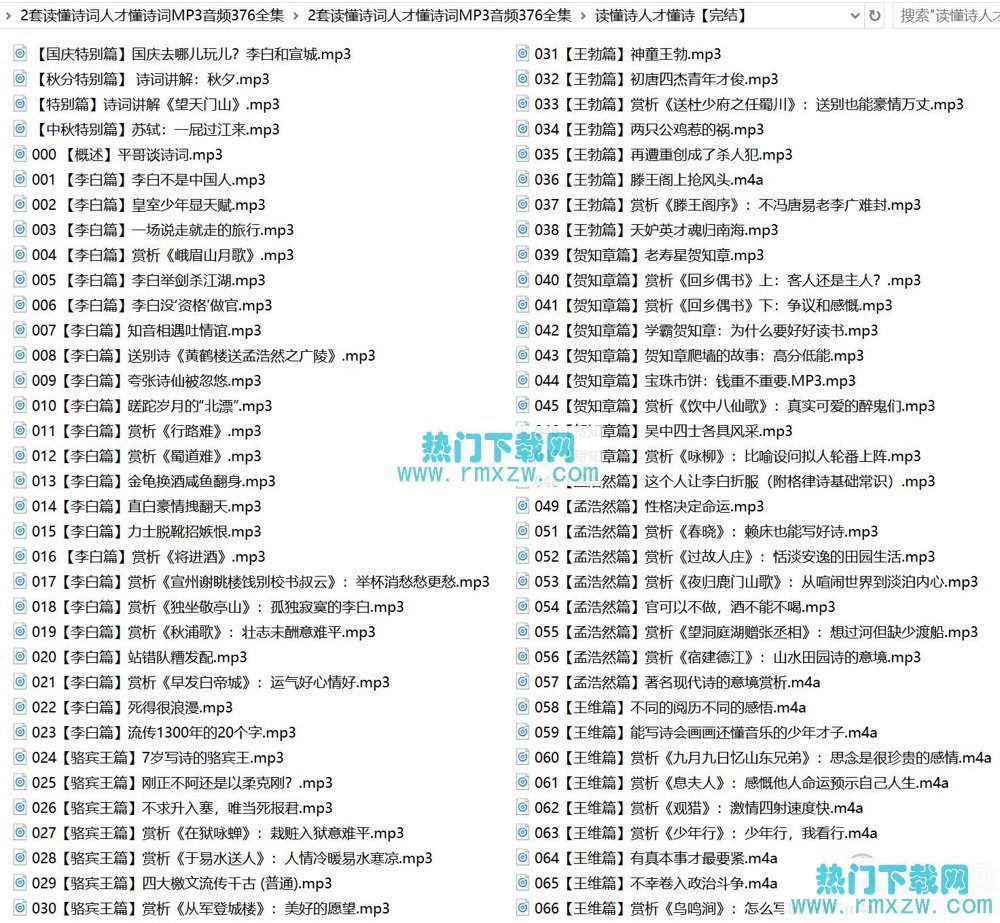 2套读懂诗词人才懂诗词MP3音频376全集 › 2套读懂诗词人才懂诗词MP3音频376全集 › 读懂诗人才懂诗【完结】
搜索"读懂诗人才
【国庆特别篇】国庆去哪儿玩儿？李白和宣城.mp3
【秋分特别篇】 诗词讲解：秋夕.mp3
【特别篇】诗词讲解《望天门山》.mp3
【中秋特别篇】苏轼：一屁过江来.mp3
000 【概述】平哥谈诗词.mp3
001 【李白篇】李白不是中国人.mp3
002 【李白篇】皇室少年显天赋.mp3
003 【李白篇】一场说走就走的旅行.mp3
004 【李白篇】赏析《峨眉山月歌》.mp3
005 【李白篇】李白举剑杀江湖.mp3
006 【李白篇】李白没‘资格’做官.mp3
007【李白篇】知音相遇吐情谊.mp3
008【李白篇】送别诗《黄鹤楼送孟浩然之广陵》.mp3
009【李白篇】夸张诗仙被忽悠.mp3
010【李白篇】蹉跎岁月的“北漂”.mp3
011【李白篇】赏析《行路难》.mp3
012【李白篇】赏析《蜀道难》.mp3
013【李白篇】金龟换酒咸鱼翻身.mp3
014【李白篇】直白豪情拽翻天.mp3
015【李白篇】力士脱靴招嫉恨.mp3
016 【李白篇】赏析《将进酒》.mp3
017【李白篇】赏析《宣州谢眺楼饯别校书叔云》：举杯消愁愁更愁.mp3
018【李白篇】赏析《独坐敬亭山》：孤独寂寞的李白.mp3
019【李白篇】赏析《秋浦歌》：壮志未酬意难平.mp3
020【李白篇】站错队糟发配.mp3
021【李白篇】赏析《早发白帝城》：运气好心情好.mp3
022【李白篇】死得很浪漫.mp3
023【李白篇】流传1300年的20个字.mp3
024【骆宾王篇】7岁写诗的骆宾王.mp3
025【骆宾王篇】刚正不阿还是以柔克刚？.mp3
026【骆宾王篇】不求升入塞，唯当死报君.mp3
027【骆宾王篇】赏析《在狱咏蝉》：栽赃入狱意难平.mp3
028【骆宾王篇】赏析《于易水送人》：人情冷暖易水寒凉.mp3
029【骆宾王篇】四大檄文流传千古 (普通).mp3
030【骆宾王篇】赏析《从军登城楼》：美好的愿望.mp3
031【王勃篇】神童王勃.mp3
032【王勃篇】初唐四杰青年才俊.mp3
033【王勃篇】赏析《送杜少府之任蜀川》：送别也能豪情万丈.mp3
034【王勃篇】两只公鸡惹的祸.mp3
035【王勃篇】再遭重创成了杀人犯.mp3
036【王勃篇】滕王阁上抢风头.m4a
037【王勃篇】赏析《滕王阁序》：不冯唐易老李广难封.mp3
038【王勃篇】天妒英才魂归南海.mp3
039【贺知章篇】老寿星贺知章.mp3
040【贺知章篇】赏析《回乡偶书》上：客人还是主人？.mp3
041【贺知章篇】赏析《回乡偶书》下：争议和感慨.mp3
042【贺知章篇】学霸贺知章：为什么要好好读书.mp3
043【贺知章篇】贺知章爬墙的故事：高分低能.mp3
044【贺知章篇】宝珠市饼：钱重不重要.MP3.mp3
045【贺知章篇】赏析《饮中八仙歌》：真实可爱的醉鬼们.mp3
章篇】吴中四士各具风采.mp3
章篇】赏析《咏柳》：比喻设问拟人轮番上阵.mp3
孟浩然篇】这个人让李白折服（附格律诗基础常识）.mp3
049【孟浩然篇】性格决定命运.mp3
051【孟浩然篇】赏析《春晓》：赖床也能写好诗.mp3
052【孟浩然篇】赏析《过故人庄》：恬淡安逸的田园生活.mp3
053【孟浩然篇】赏析《夜归鹿门山歌》：从喧闹世界到淡泊内心.mp3
054【孟浩然篇】官可以不做，酒不能不喝.mp3
055【孟浩然篇】赏析《望洞庭湖赠张丞相》：想过河但缺少渡船.mp3
056【孟浩然篇】赏析《宿建德江》：山水田园诗的意境.mp3
057【孟浩然篇】著名现代诗的意境赏析.m4a
058【王维篇】不同的阅历不同的感悟.m4a
059【王维篇】能写诗会画画还懂音乐的少年才子.m4a
060【王维篇】赏析《九月九日忆山东兄弟》：思念是很珍贵的感情.m4a
061【王维篇】赏析《息夫人》：感慨他人命运预示自己人生.m4a
062【王维篇】赏析《观猎》：激情四射速度快.m4a
063【王维篇】赏析《少年行》：少年行，我看行.m4a
064【王维篇】有真本事才最要紧.m4a
065【王维篇】不幸卷入政治斗争.m4a
066【王维篇】赏析《鸟鸣涧》：怎么写
热门下载网
www.rmxzw.com
热门下载网
www.rmxzw.com